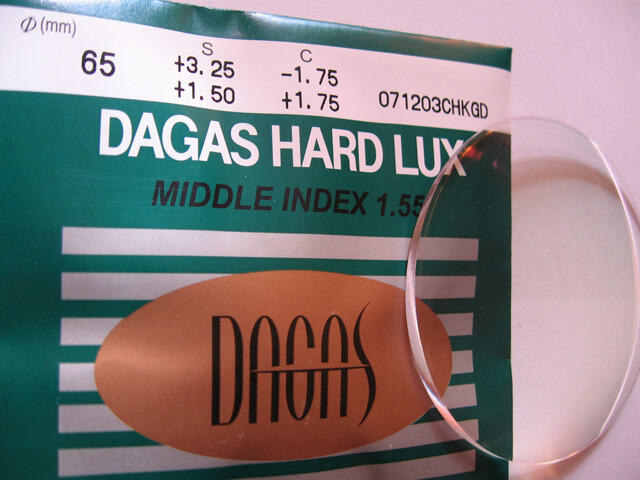 Φ(mm) S C
65 +3.25 -1.75
+1.50 +1.75 071203CHKGD
DAGAS HARD LUX
MIDDLE INDEX 1.55
DAGAS